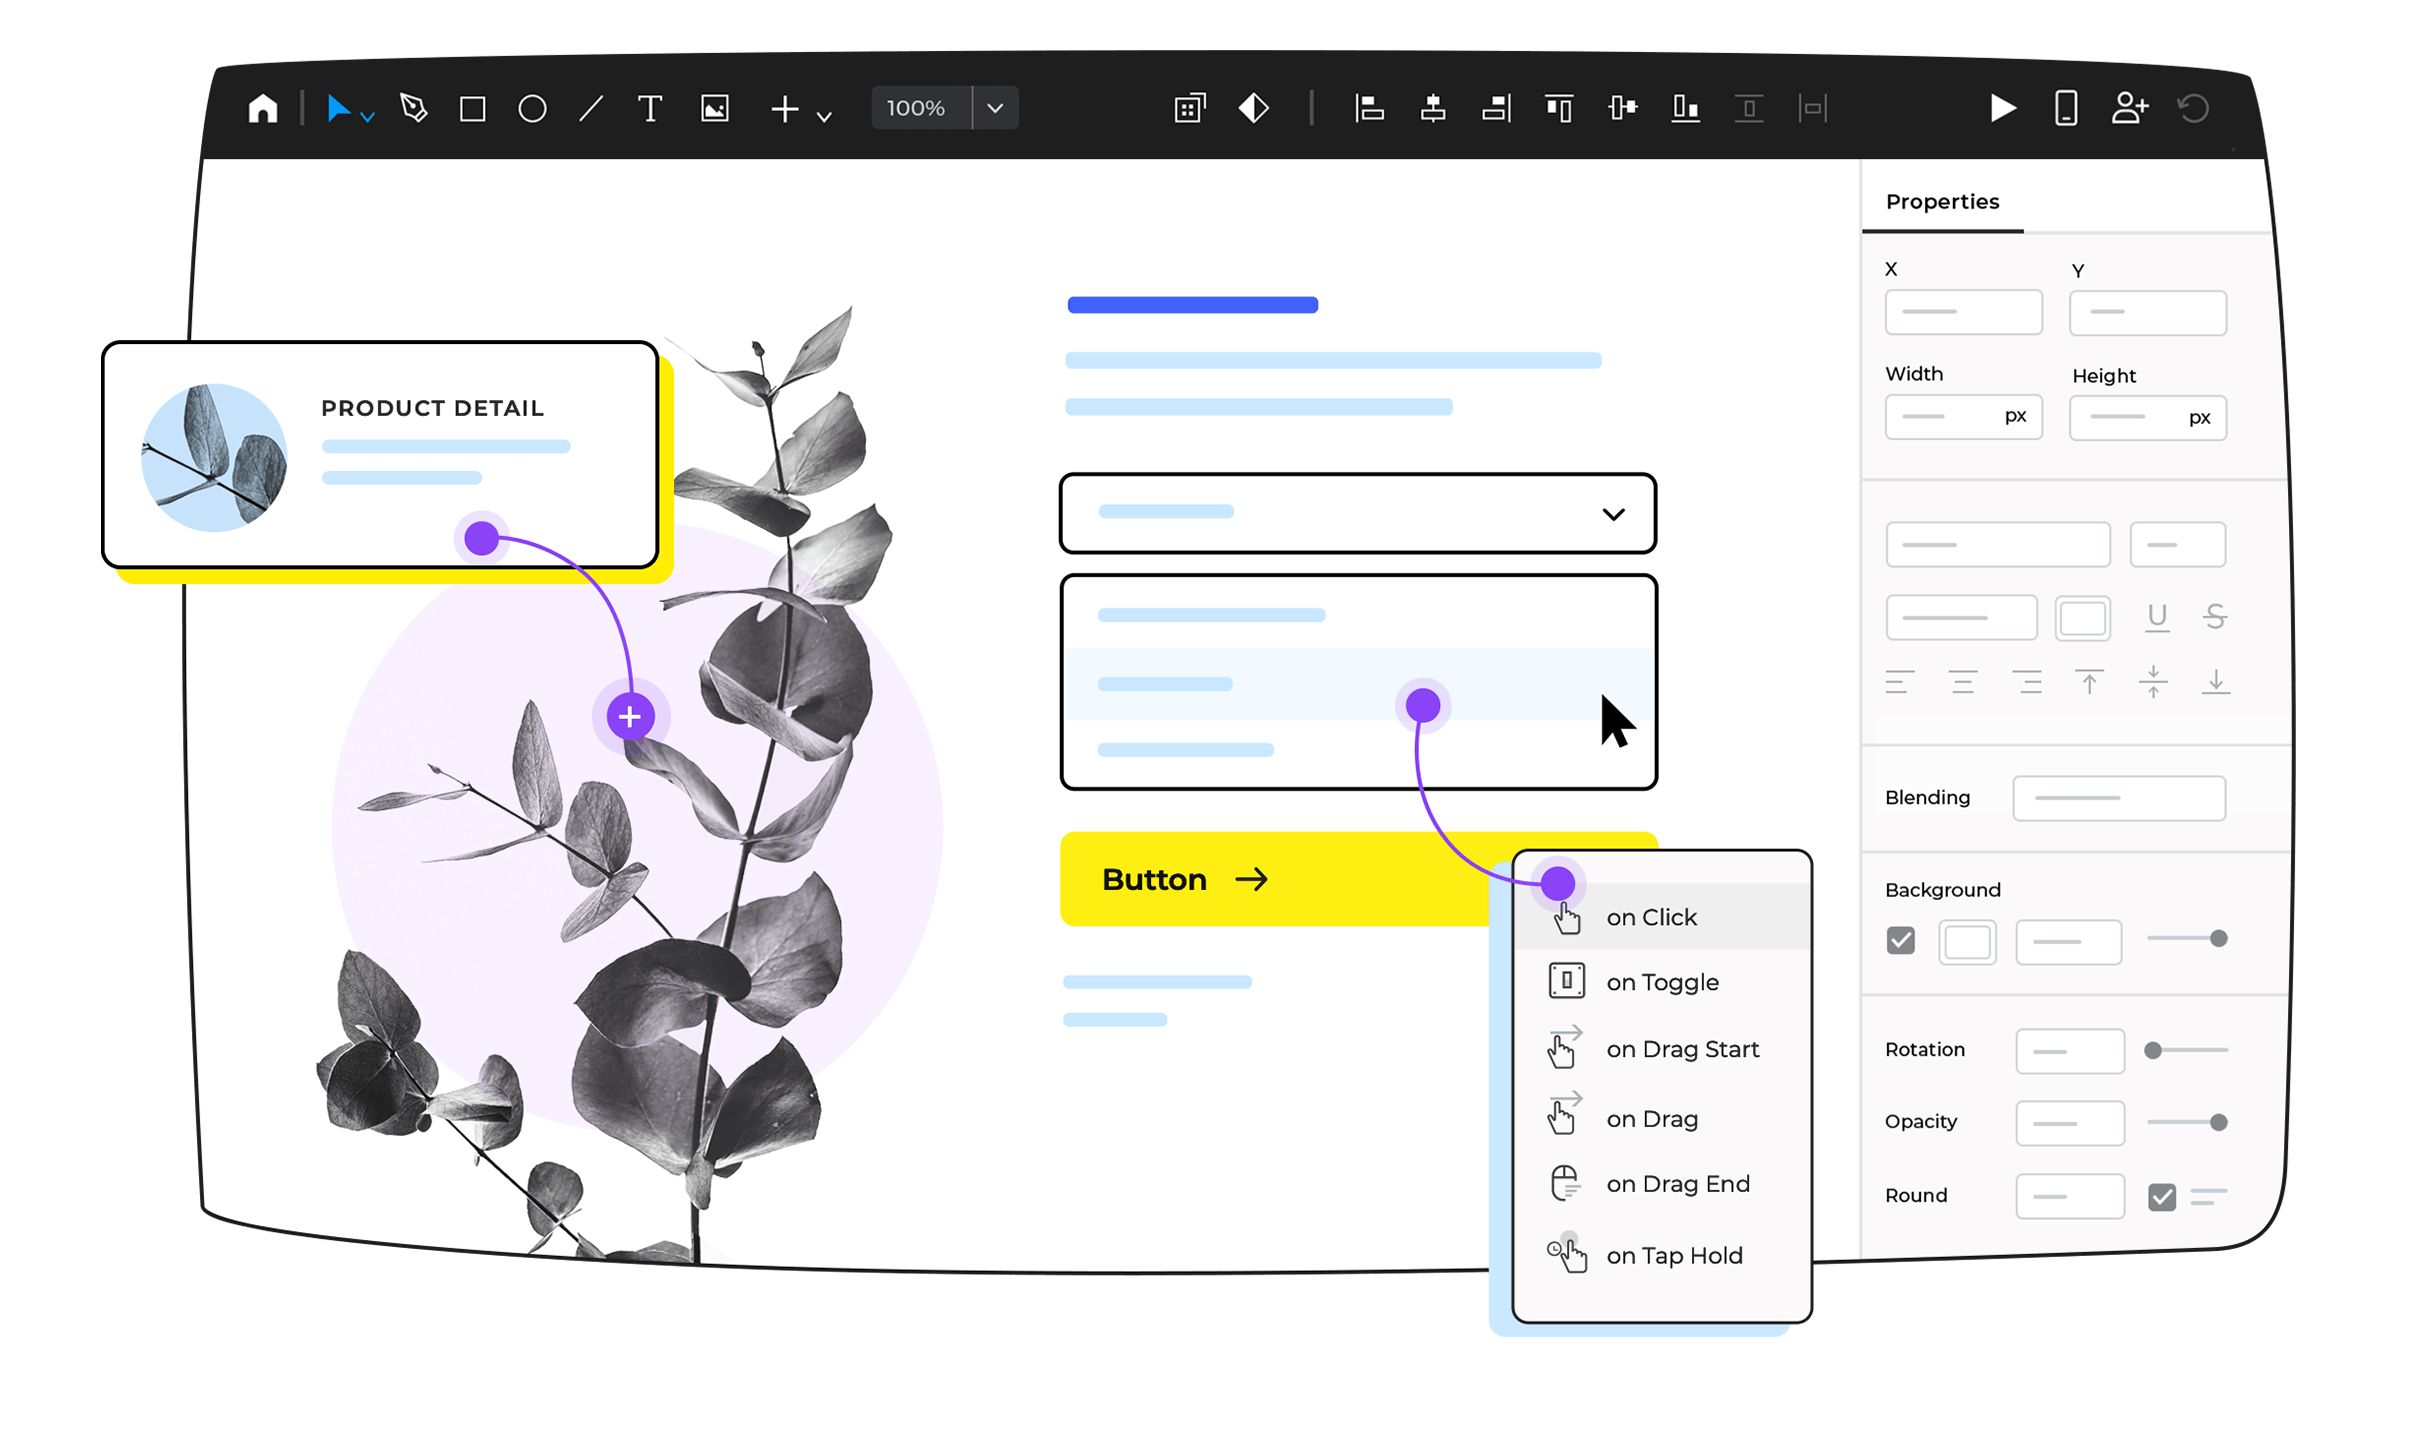 100%
Properties
X
Y
Width
Height
px
px
PRODUCT DETAIL
U
S
Blending
Button
Background
on Click
on Toggle
on Drag Start
Rotation
on Drag
Opacity
on Drag End
Round
on Tap Hold